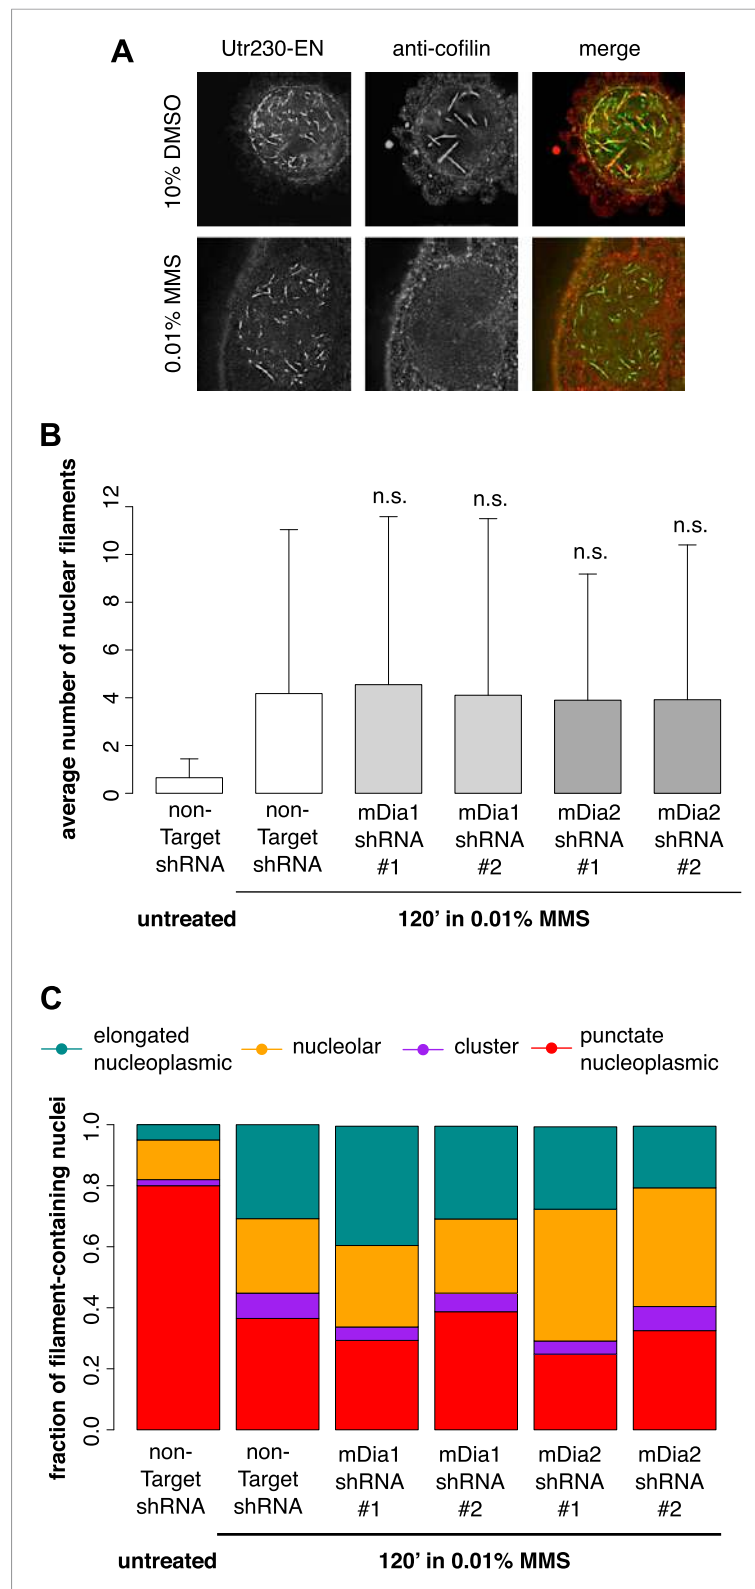 A
Utr230-EN anti-cofilin merge
10% DMSO
0.01% MMS
B
average number of nuclear filaments
12
10
8
6
4
2
0
n.s. n.s. n.s. n.s.
non- non- mDia1 mDia1 mDia2 mDia2
Target Target shRNA shRNA shRNA shRNA
shRNA shRNA #1 #2 #1 #2
untreated 120' in 0.01% MMS
C
elongated nucleolar cluster punctate
nucleoplasmic nucleoplasmic
fraction of filament-containing nuclei
1.0
0.8
0.6
0.4
0.2
0.0
non- non- mDia1 mDia1 mDia2 mDia2
Target Target shRNA shRNA shRNA shRNA
shRNA shRNA #1 #2 #1 #2
untreated 120' in 0.01% MMS